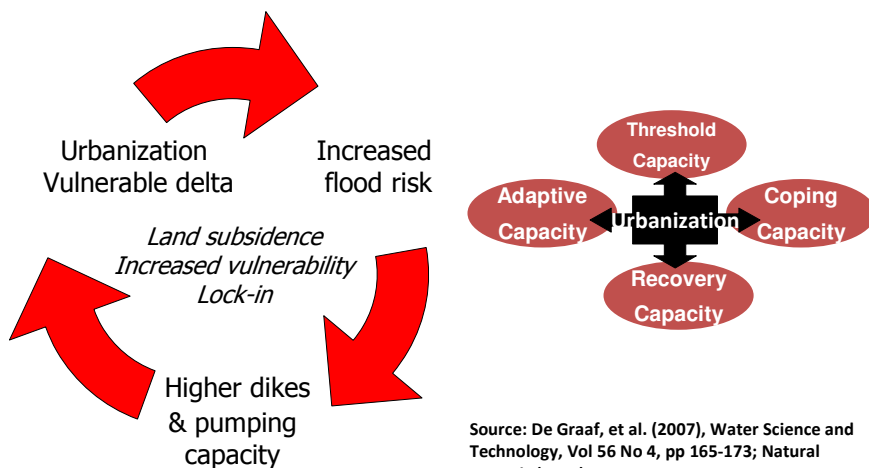 Urbanization
Vulnerable delta
Increased
flood risk
Land subsidence
Increased vulnerability
Lock-in
Higher dikes
& pumping
capacity
Threshold
Capacity
Adaptive
Capacity
Urbanization
Coping
Capacity
Recovery
Capacity
Source: De Graaf, et al. (2007), Water Science and
Technology, Vol 56 No 4, pp 165-173; Natural